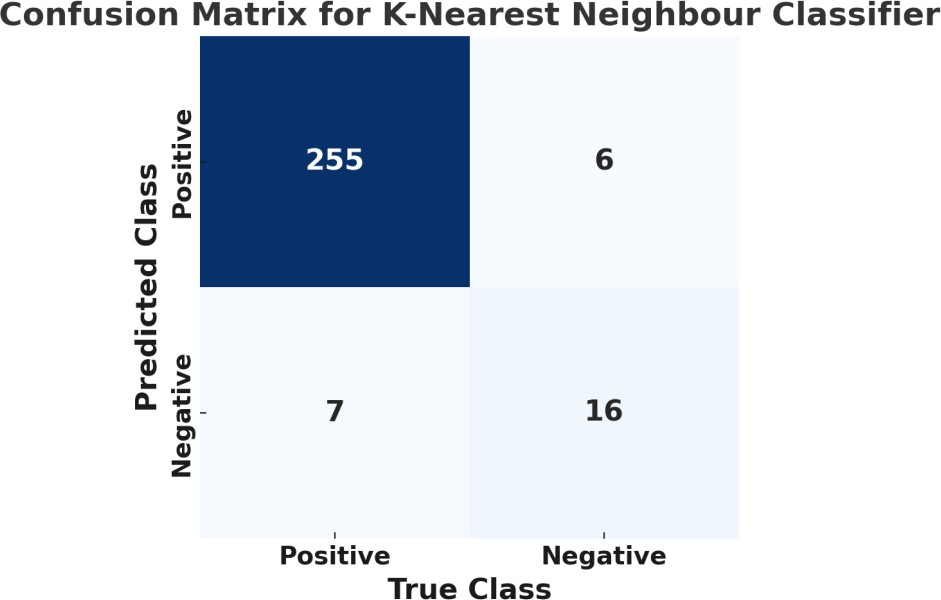 Confusion Matrix for K-Nearest Neighbour Classifier
Predicted Class
Positive
255
6
Negative
7
16
Positive
Negative
True Class